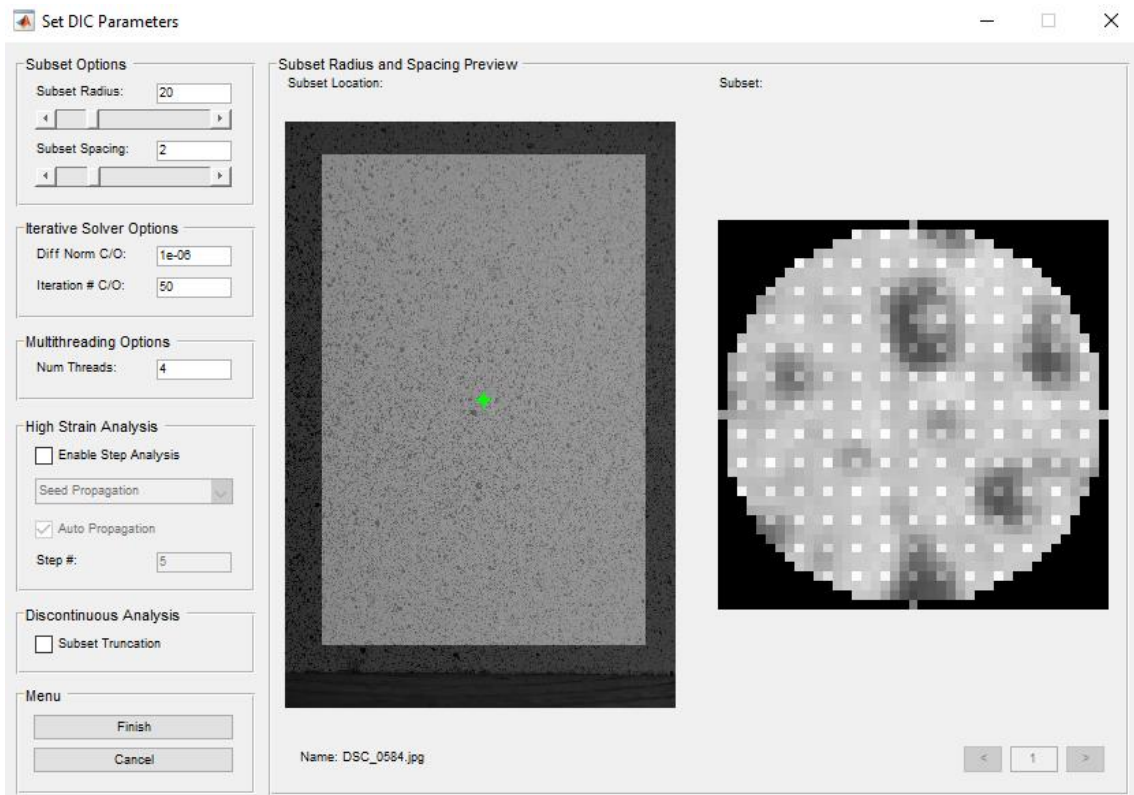 Set DIC Parameters
Subset Options
Subset Radius: 20
Subset Spacing: 2
Iterative Solver Options
Diff Norm C/O: 1e-06
Iteration # C/O: 50
Multithreading Options
Num Threads: 4
High Strain Analysis
Enable Step Analysis
Seed Propagation
Auto Propagation
Step #: 5
Discontinuous Analysis
Subset Truncation
Menu
Finish
Cancel
Subset Radius and Spacing Preview
Subset Location:
Subset:
Name: DSC_0584.jpg
< 1 >